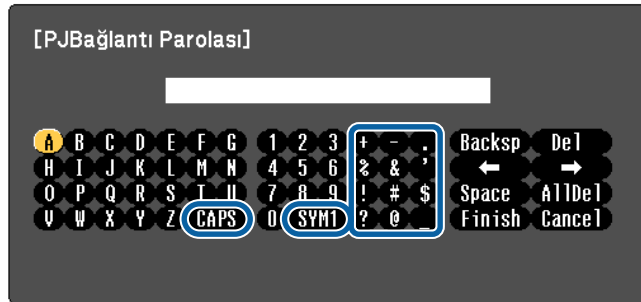 [PJBağlantı Parolası]
A B C D E F G 1 2 3 + - . Backsp Del
H I J K L M N 4 5 6 % & ' ← →
O P Q R S T U 7 8 9 ! # $ Space AllDel
V W X Y Z CAPS 0 SYM1 ? @ _ Finish Cancel